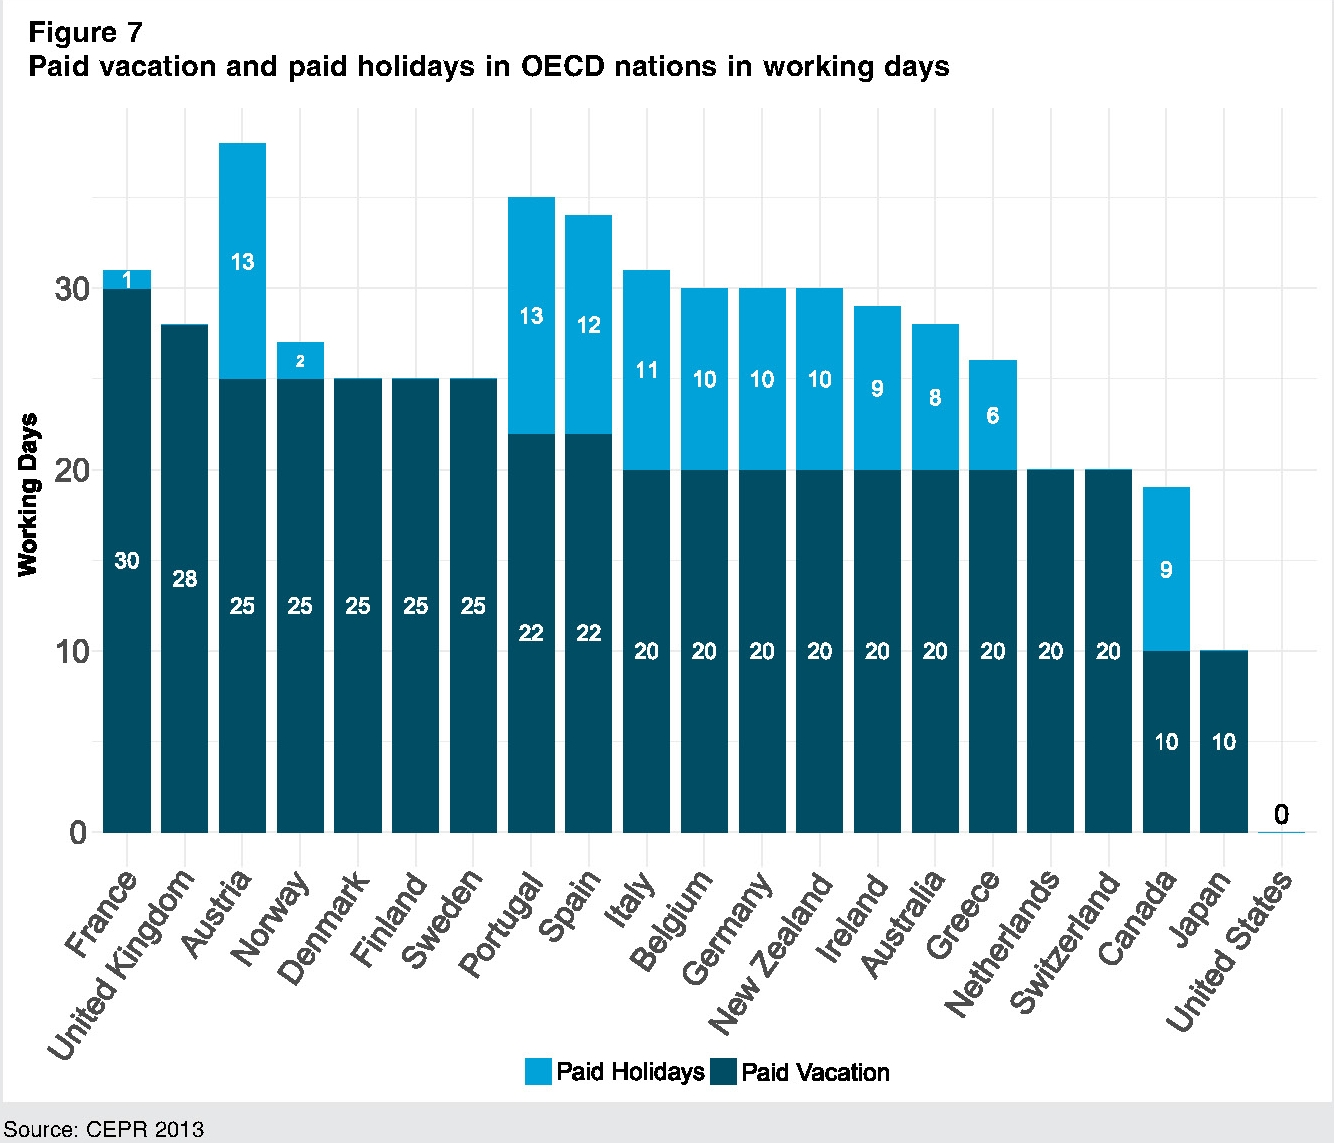 Figure 7
Paid vacation and paid holidays in OECD nations in working days
Working Days
30
20
10
0
1
30
28
13
25
2
25
25
25
25
13
22
12
22
11
20
10
20
10
20
10
20
9
20
8
20
6
20
20
20
9
10
10
0
France
United Kingdom
Austria
Norway
Denmark
Finland
Sweden
Portugal
Spain
Italy
Belgium
Germany
New Zealand
Ireland
Australia
Greece
Netherlands
Switzerland
Canada
Japan
United States
Paid Holidays Paid Vacation
Source: CEPR 2013